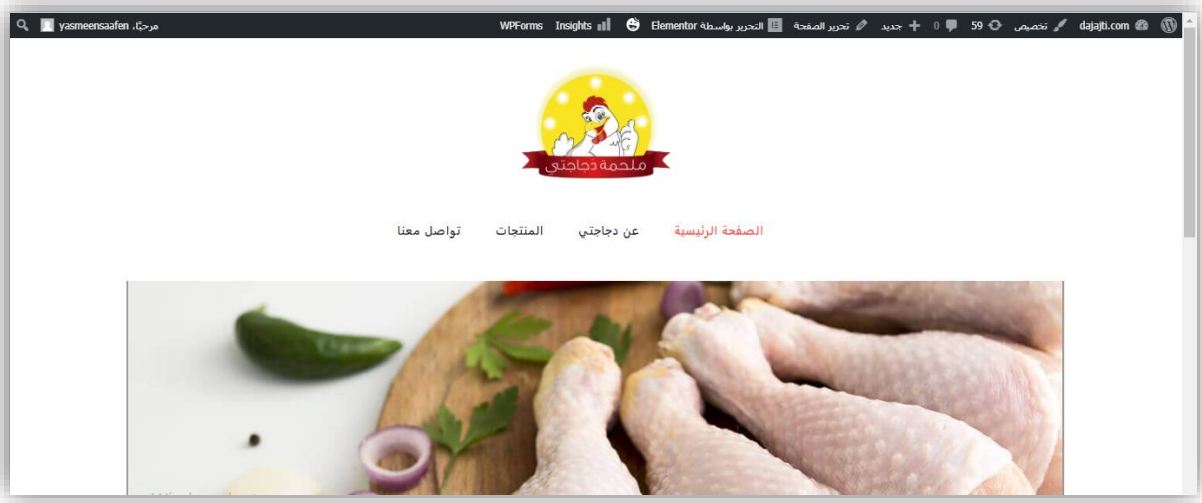 dajajti.com تخصيص 59 0 جديد تحرير الصفحة التحرير بواسطة Elementor Insights WPForms مرحبًا، yasmeensaafen
ملحمة دجاجتي
الصفحة الرئيسية عن دجاجتي المنتجات تواصل معنا